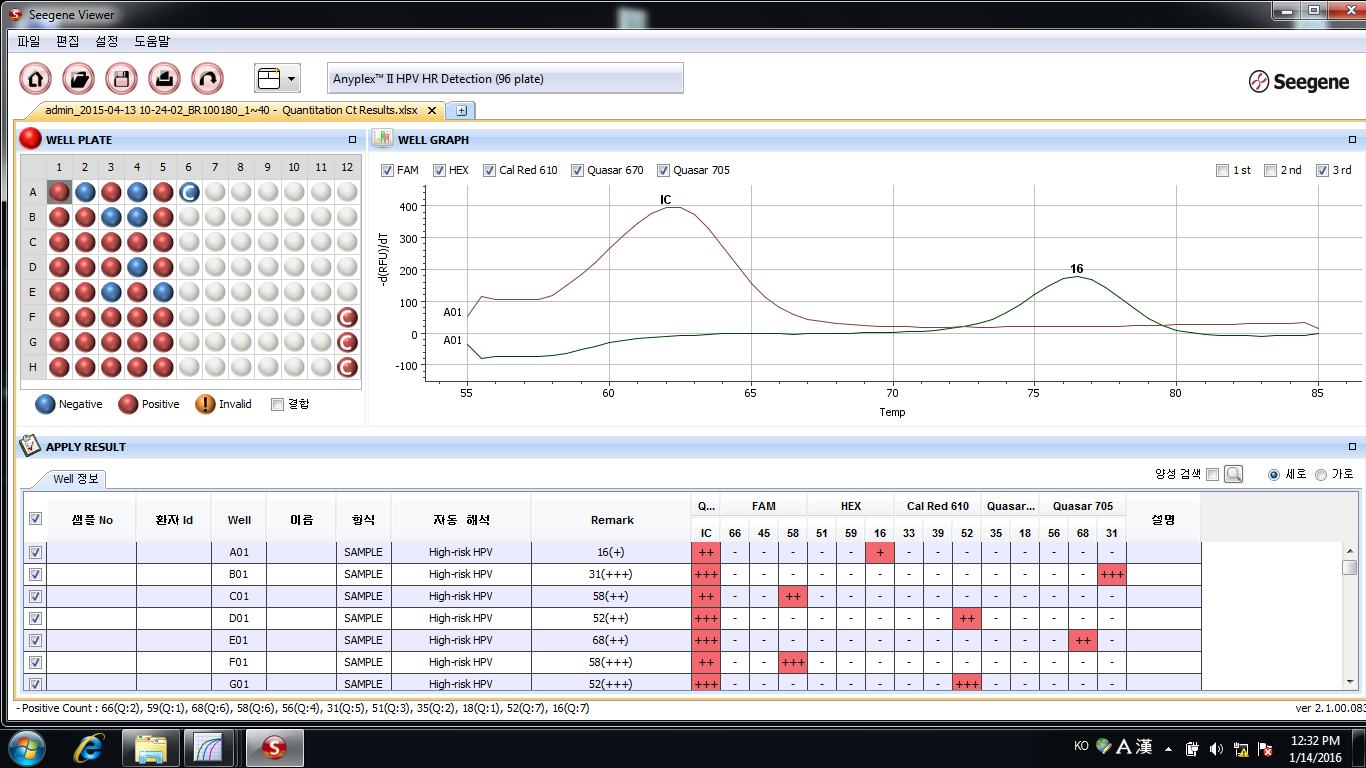 Seegene Viewer
파일 편집 설정 도움말
Anyplex™ II HPV HR Detection (96 plate)
Seegene
admin_2015-04-13 10-24-02_BR100180_1~40 - Quantitation Ct Results.xlsx
WELL PLATE
1 2 3 4 5 6 7 8 9 10 11 12
A
B
C
D
E
F
G
H
C
C
C
C
Negative Positive Invalid 결함
WELL GRAPH
FAM HEX Cal Red 610 Quasar 670 Quasar 705 1 st 2 nd 3 rd
-d(RFU)/dT
400
300
200
100
0
-100
IC
16
A01
A01
55 60 65 70 75 80 85
Temp
APPLY RESULT
Well 정보
양성 검색 세로 가로
샘플 No 환자 Id Well 이름 형식 자동 해석 Remark Q... FAM HEX Cal Red 610 Quasar... Quasar 705 설명
IC 66 45 58 51 59 16 33 39 52 35 18 56 68 31
A01 SAMPLE High-risk HPV 16(+) ++ - - - - - + - - - - - - - -
B01 SAMPLE High-risk HPV 31(+++) +++ - - - - - - - - - - - - - +++
C01 SAMPLE High-risk HPV 58(++) ++ - - ++ - - - - - - - - - - -
D01 SAMPLE High-risk HPV 52(++) +++ - - - - - - - - ++ - - - - -
E01 SAMPLE High-risk HPV 68(++) +++ - - - - - - - - - - - - ++ -
F01 SAMPLE High-risk HPV 58(+++) ++ - - +++ - - - - - - - - - - -
G01 SAMPLE High-risk HPV 52(+++) +++ - - - - - - - - +++ - - - - -
- Positive Count : 66(Q:2), 59(Q:1), 68(Q:6), 58(Q:6), 56(Q:4), 31(Q:5), 51(Q:3), 35(Q:2), 18(Q:1), 52(Q:7), 16(Q:7)
ver 2.1.00.083
KO A 漢
12:32 PM
1/14/2016